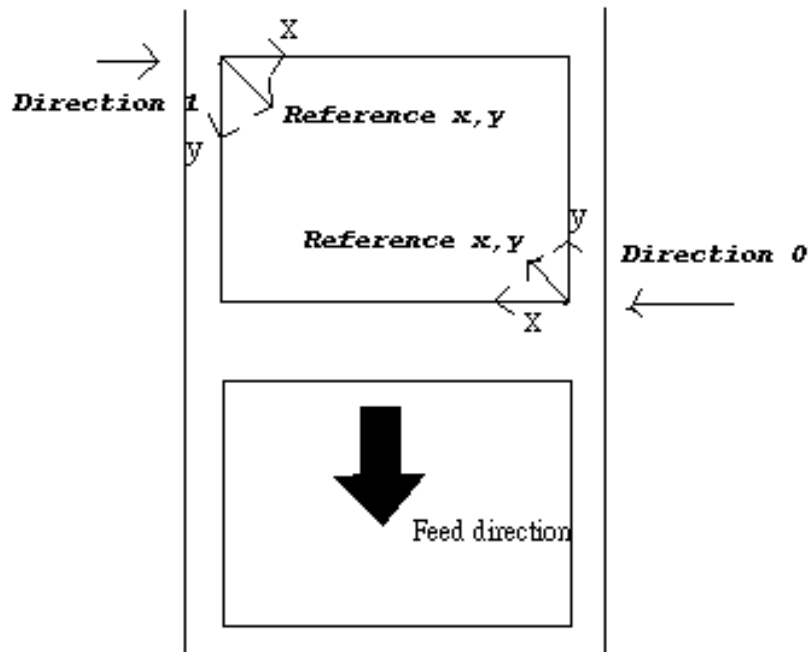 x
Direction 1
Reference x,y
y
y
Reference x,y
Direction 0
x
Feed direction